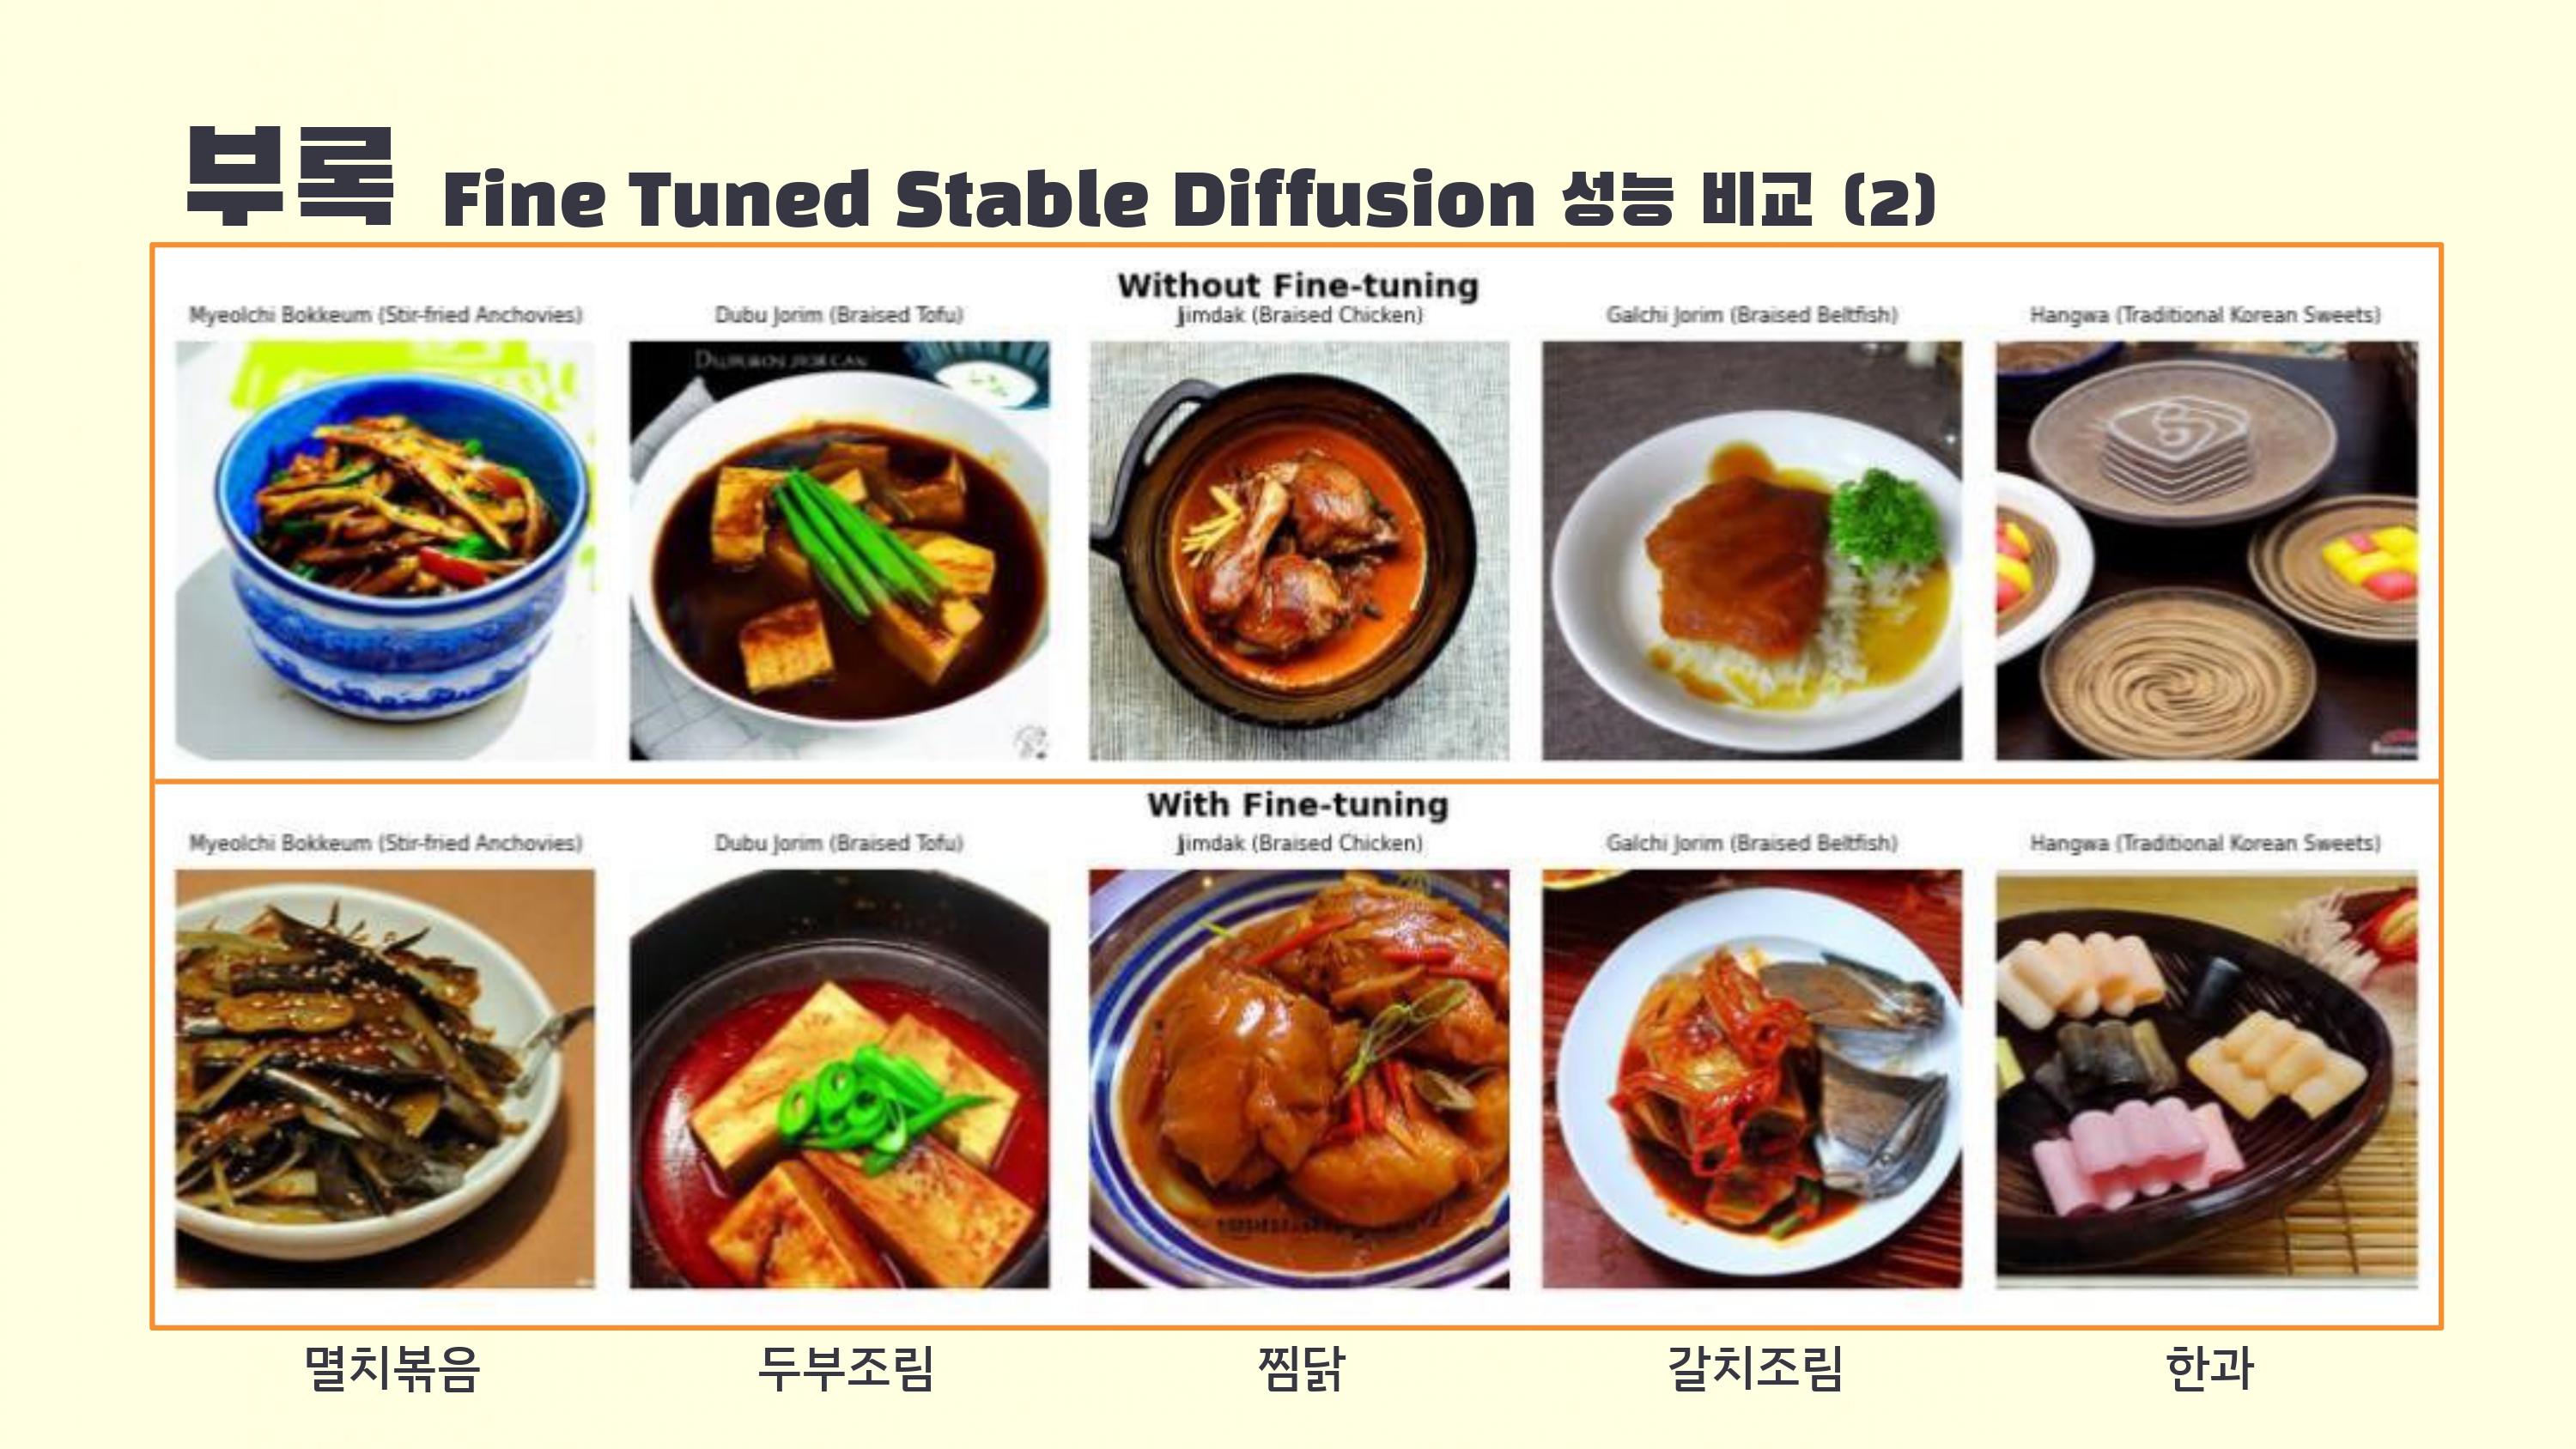 부록 Fine Tuned Stable Diffusion 성능 비교 (2)
Without Fine-tuning
Myeolchi Bokkeum (Stir-fried Anchovies) Dubu Jorim (Braised Tofu) Jjimdak (Braised Chicken) Galchi Jorim (Braised Beltfish) Hangwa (Traditional Korean Sweets)
With Fine-tuning
Myeolchi Bokkeum (Stir-fried Anchovies) Dubu Jorim (Braised Tofu) Jjimdak (Braised Chicken) Galchi Jorim (Braised Beltfish) Hangwa (Traditional Korean Sweets)
멸치볶음 두부조림 찜닭 갈치조림 한과